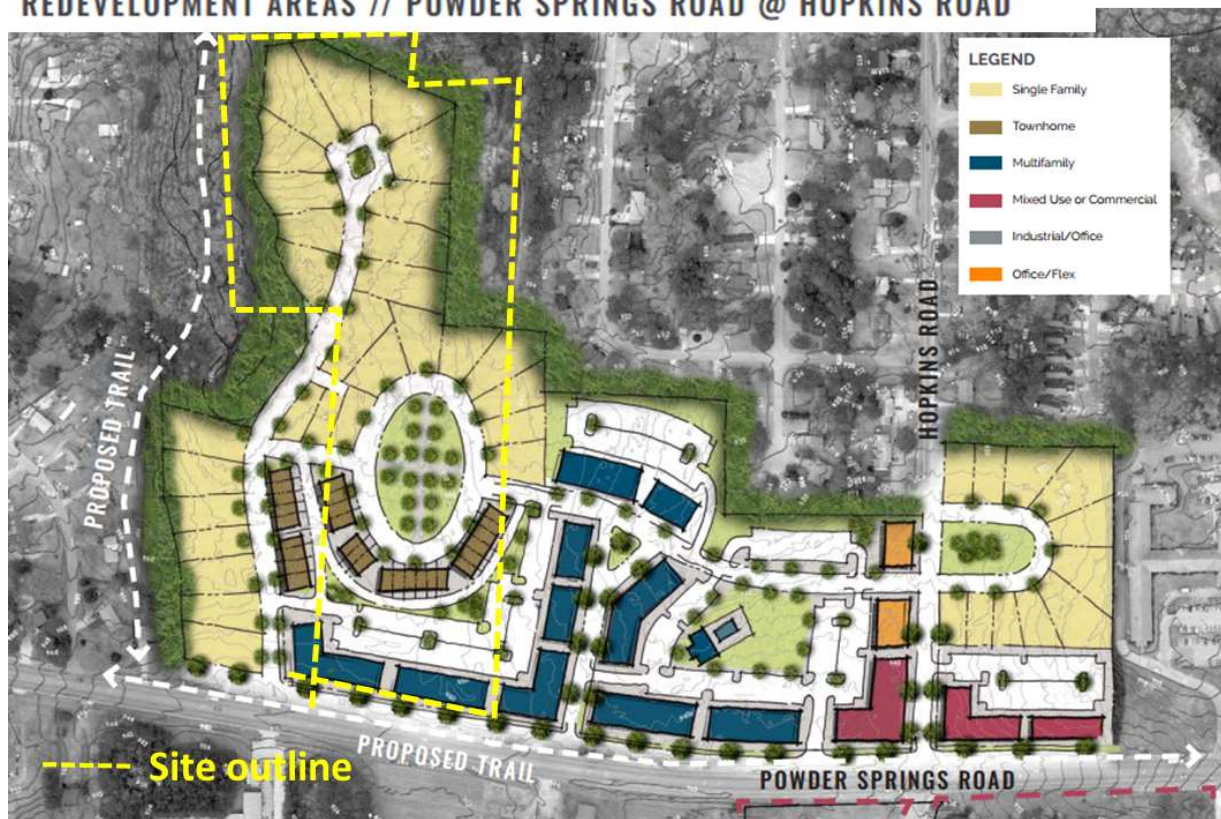 REDEVELOPMENT AREAS // POWDER SPRINGS ROAD @ HOPKINS ROAD
LEGEND
Single Family
Townhome
Multifamily
Mixed Use or Commercial
Industrial/Office
Office/Flex
HOPKINS ROAD
PROPOSED TRAIL
PROPOSED TRAIL
Site outline
POWDER SPRINGS ROAD